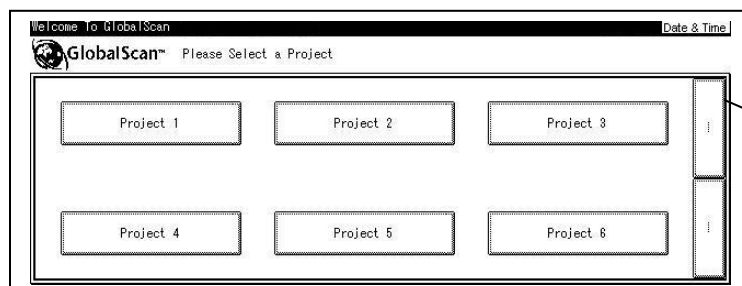 Welcome To GlobalScan Date & Time
GlobalScan™ Please Select a Project
Project 1 Project 2 Project 3
Project 4 Project 5 Project 6